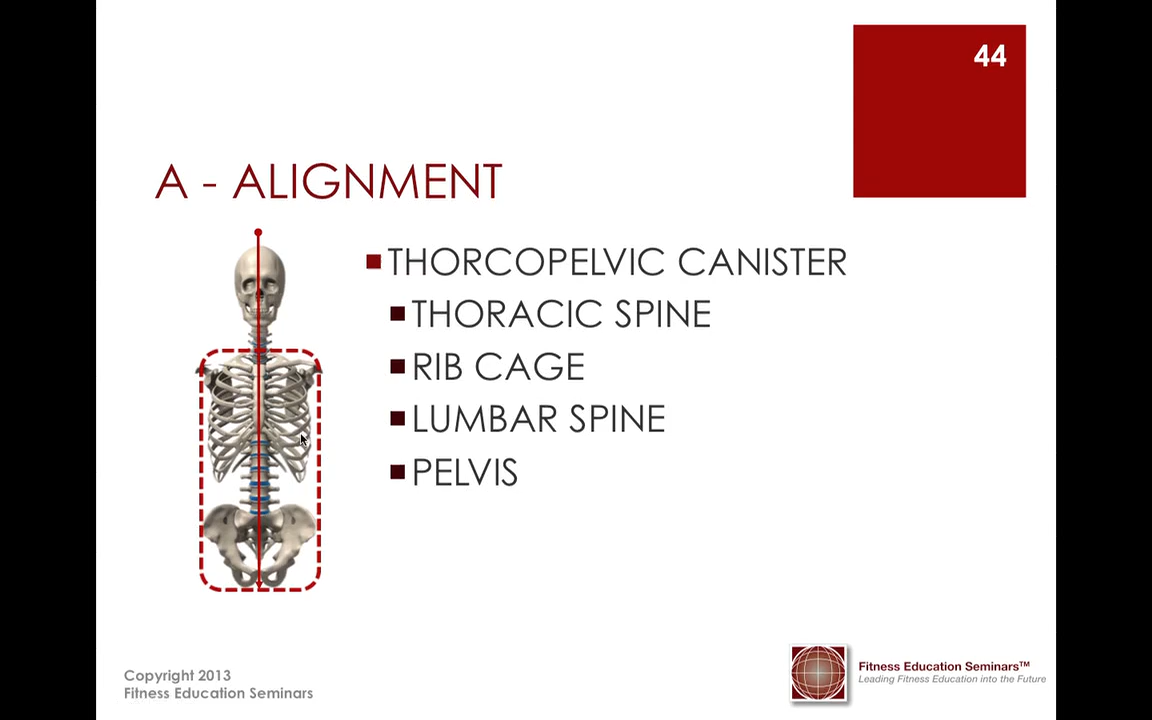 44
A - ALIGNMENT
THORCOPELVIC CANISTER
THORACIC SPINE
RIB CAGE
LUMBAR SPINE
PELVIS
Copyright 2013
Fitness Education Seminars
Fitness Education Seminars™
Leading Fitness Education into the Future